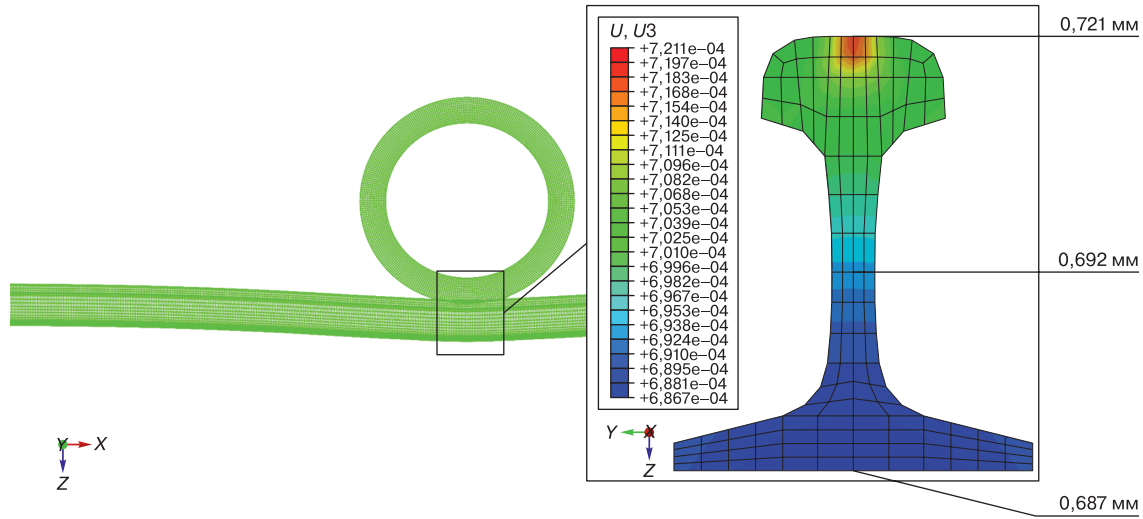 U, U3
+7,211e−04
+7,197e−04
+7,183e−04
+7,168e−04
+7,154e−04
+7,140e−04
+7,125e−04
+7,111e−04
+7,096e−04
+7,082e−04
+7,068e−04
+7,053e−04
+7,039e−04
+7,025e−04
+7,010e−04
+6,996e−04
+6,982e−04
+6,967e−04
+6,953e−04
+6,938e−04
+6,924e−04
+6,910e−04
+6,895e−04
+6,881e−04
+6,867e−04
0,721 мм
0,692 мм
0,687 мм
Y X
Z
Y X
Z